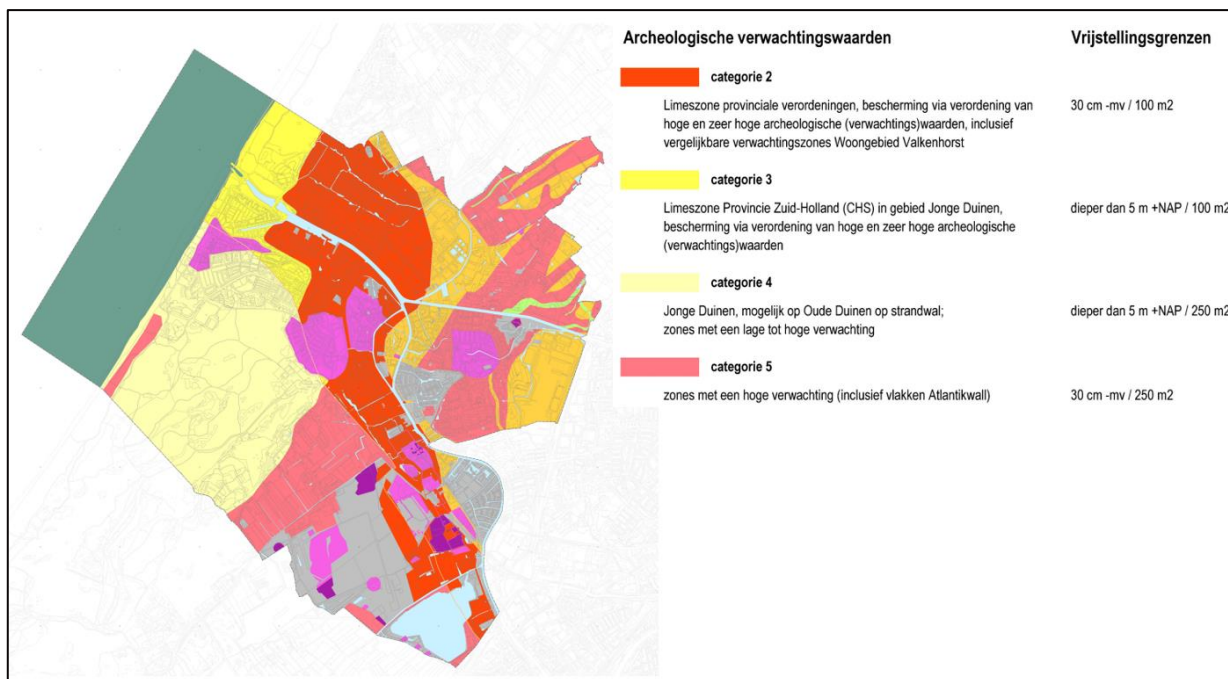 Archeologische verwachtingswaarden Vrijstellingsgrenzen
categorie 2
Limeszone provinciale verordeningen, bescherming via verordening van 30 cm -mv / 100 m2
hoge en zeer hoge archeologische (verwachtings)waarden, inclusief
vergelijkbare verwachtingszones Woongebied Valkenhorst
categorie 3
Limeszone Provincie Zuid-Holland (CHS) in gebied Jonge Duinen, dieper dan 5 m +NAP / 100 m2
bescherming via verordening van hoge en zeer hoge archeologische
(verwachtings)waarden
categorie 4
Jonge Duinen, mogelijk op Oude Duinen op strandwal; dieper dan 5 m +NAP / 250 m2
zones met een lage tot hoge verwachting
categorie 5
zones met een hoge verwachting (inclusief vlakken Atlantikwall) 30 cm -mv / 250 m2